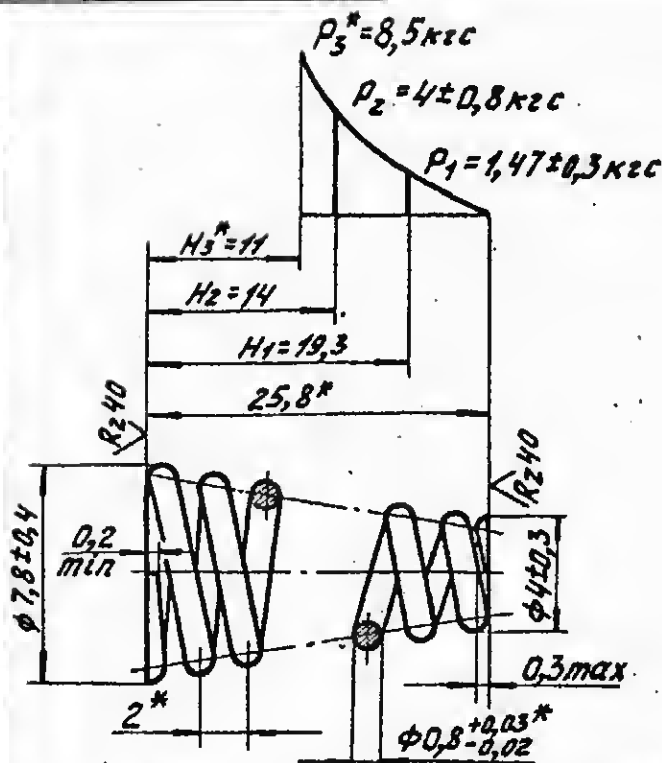 P₃*=8,5кгс
P₂=4±0,8кгс
P₁=1,47±0,3кгс
H₃*=11
H₂=14
H₁=19,3
25,8*
Rz40
Rz40
φ7,8±0,4
0,2
min
φ4±0,3
0,3max
2*
φ0,8+0,03*
-0,02